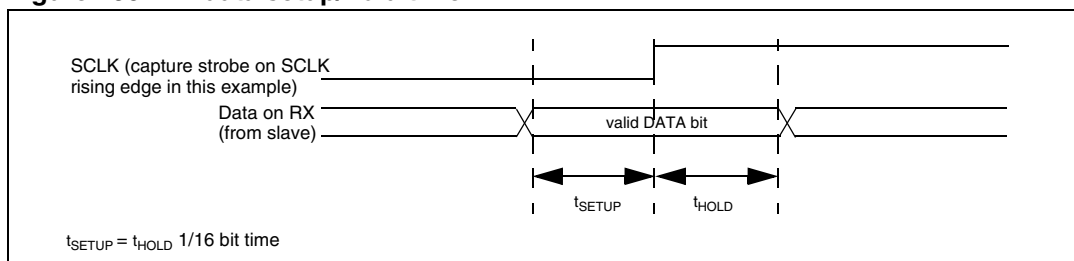 SCLK (capture strobe on SCLK
rising edge in this example)
Data on RX
(from slave)
valid DATA bit
tSETUP
tHOLD
tSETUP = tHOLD 1/16 bit time